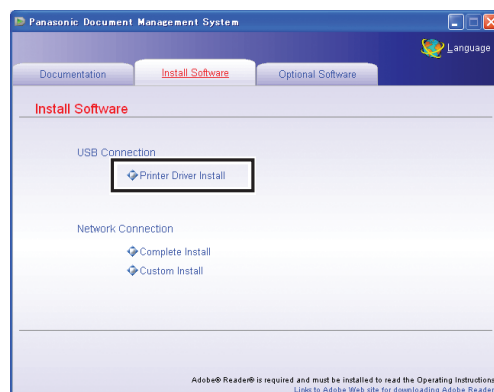 Panasonic Document Management System
Language
Documentation Install Software Optional Software
Install Software
USB Connection
Printer Driver Install
Network Connection
Complete Install
Custom Install
Adobe® Reader® is required and must be installed to read the Operating Instructions
Links to Adobe Web site for downloading Adobe Reader